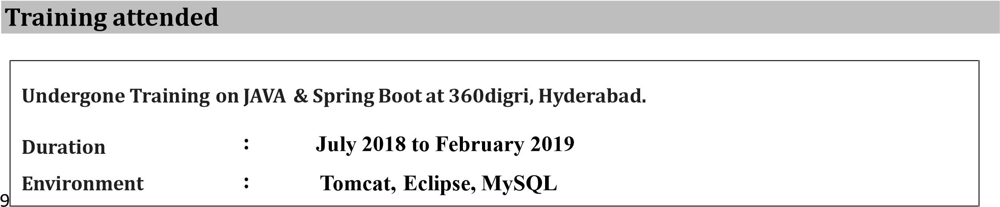 Training attended
Undergone Training on JAVA & Spring Boot at 360digri, Hyderabad.
Duration : July 2018 to February 2019
Environment : Tomcat, Eclipse, MySQL
9